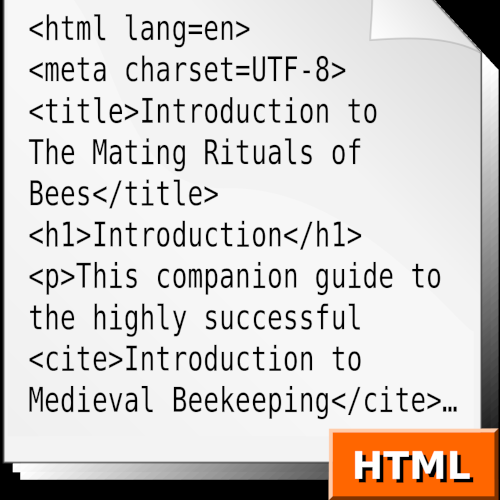 <html lang=en>
<meta charset=UTF-8>
<title>Introduction to
The Mating Rituals of
Bees</title>
<h1>Introduction</h1>
<p>This companion guide to
the highly successful
<cite>Introduction to
Medieval Beekeeping</cite>…
HTML